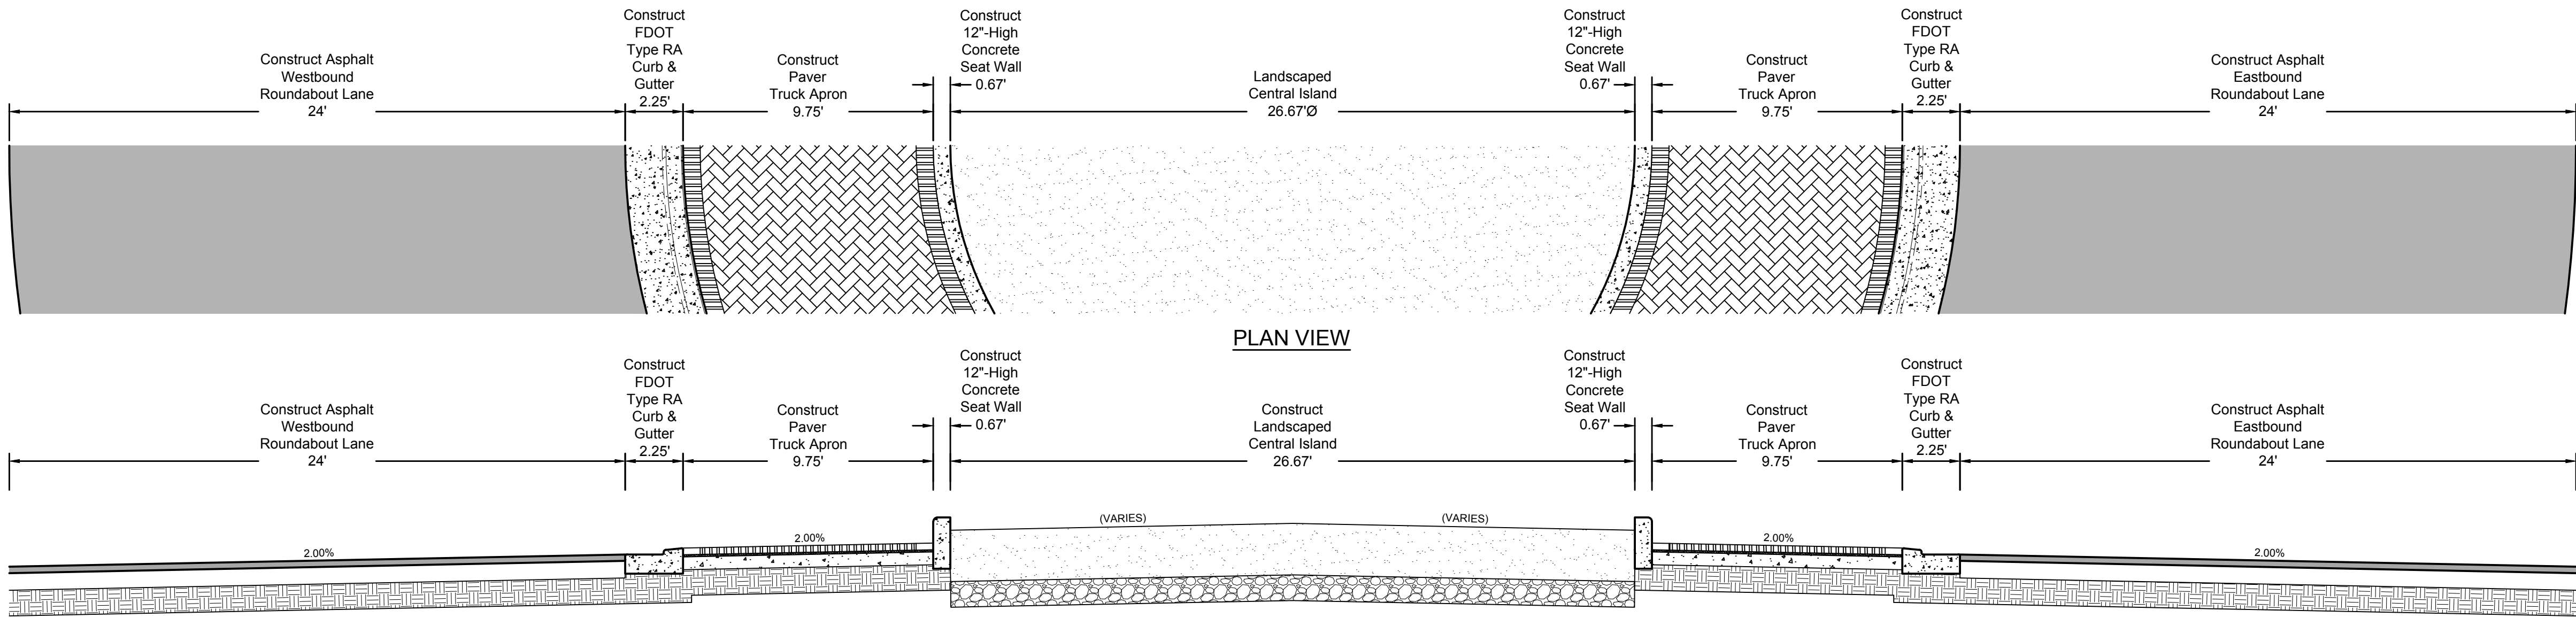 Construct Asphalt
Westbound
Roundabout Lane
24'
Construct
FDOT
Type RA
Curb &
Gutter
2.25'
Construct
Paver
Truck Apron
9.75'
Construct
12"-High
Concrete
Seat Wall
0.67'
Landscaped
Central Island
26.67'Ø
Construct
12"-High
Concrete
Seat Wall
0.67'
Construct
Paver
Truck Apron
9.75'
Construct
FDOT
Type RA
Curb &
Gutter
2.25'
Construct Asphalt
Eastbound
Roundabout Lane
24'
PLAN VIEW
Construct Asphalt
Westbound
Roundabout Lane
24'
Construct
FDOT
Type RA
Curb &
Gutter
2.25'
Construct
Paver
Truck Apron
9.75'
Construct
12"-High
Concrete
Seat Wall
0.67'
Construct
Landscaped
Central Island
26.67'
Construct
12"-High
Concrete
Seat Wall
0.67'
Construct
Paver
Truck Apron
9.75'
Construct
FDOT
Type RA
Curb &
Gutter
2.25'
Construct Asphalt
Eastbound
Roundabout Lane
24'
2.00%
2.00%
(VARIES)
(VARIES)
2.00%
2.00%